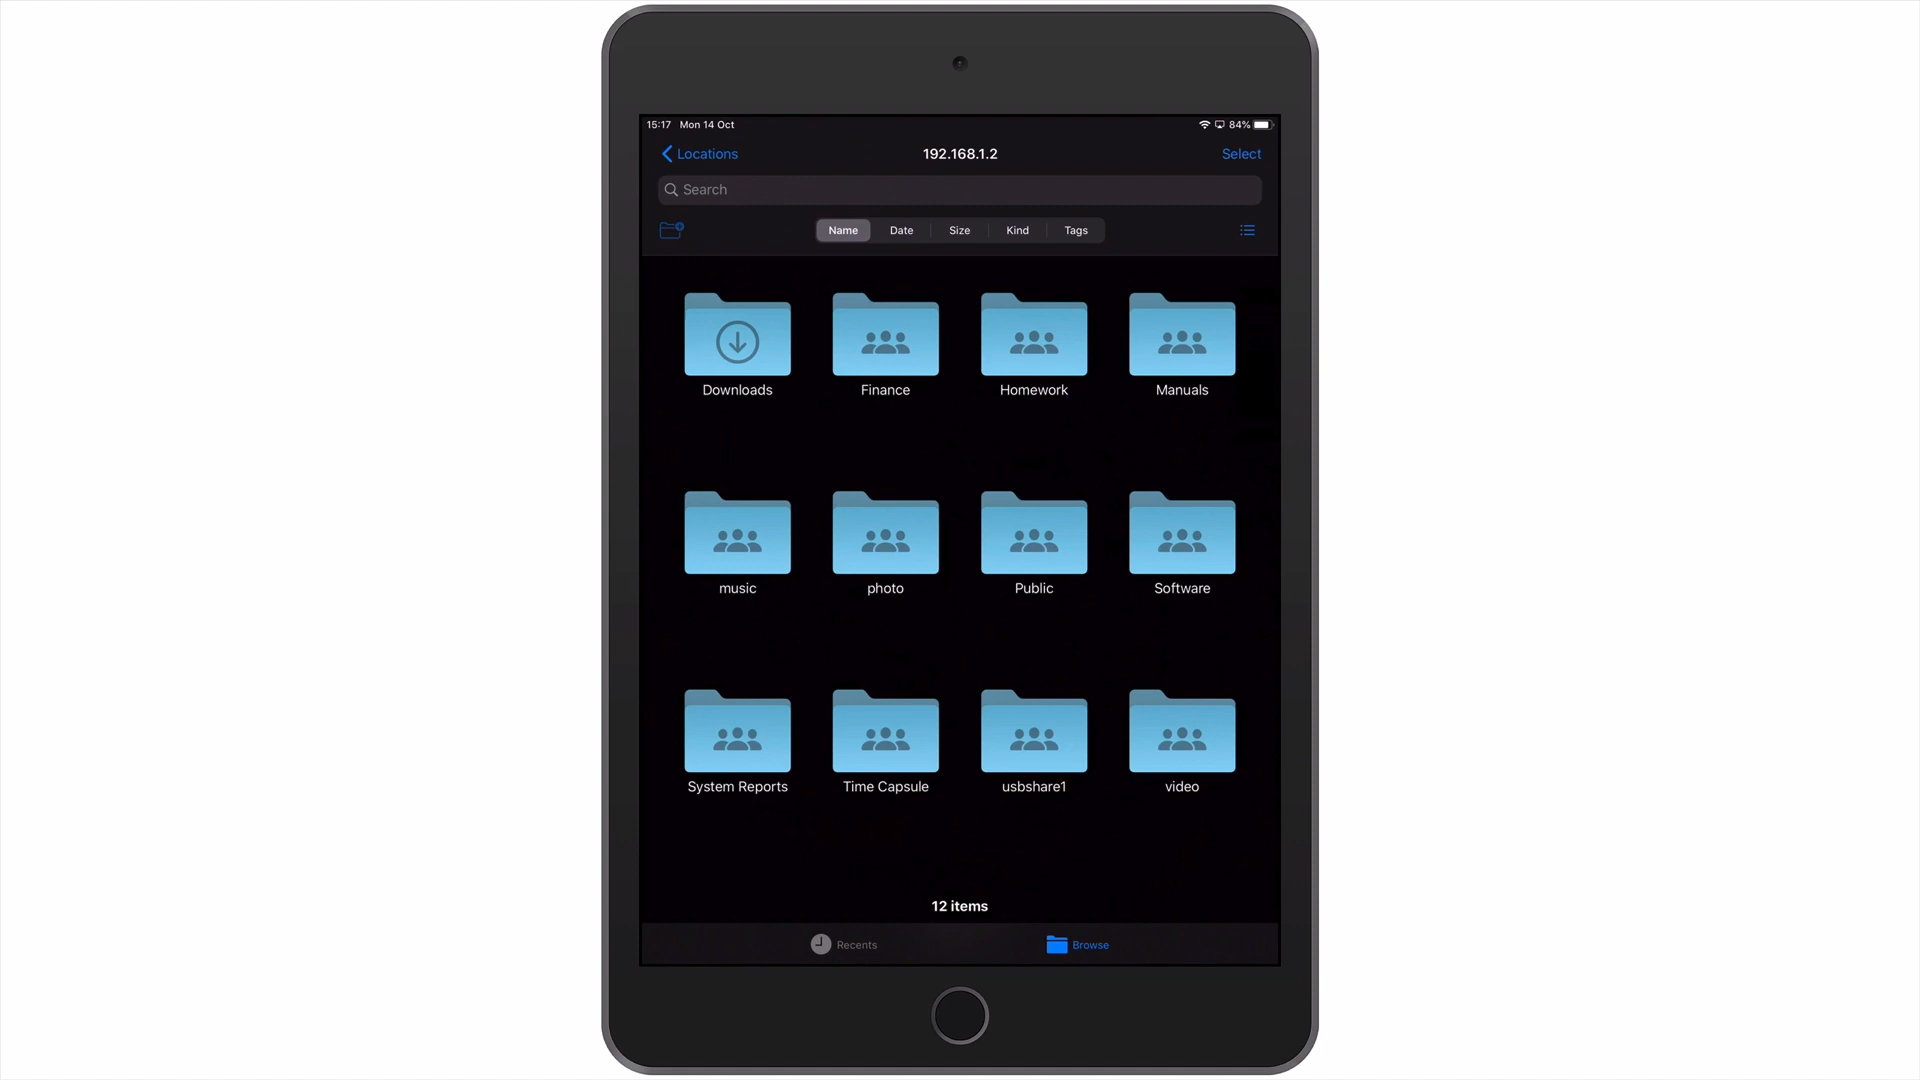 15:17 Mon 14 Oct 84%
Locations 192.168.1.2 Select
Search
Name Date Size Kind Tags
Downloads Finance Homework Manuals
music photo Public Software
System Reports Time Capsule usbshare1 video
12 items
Recents Browse